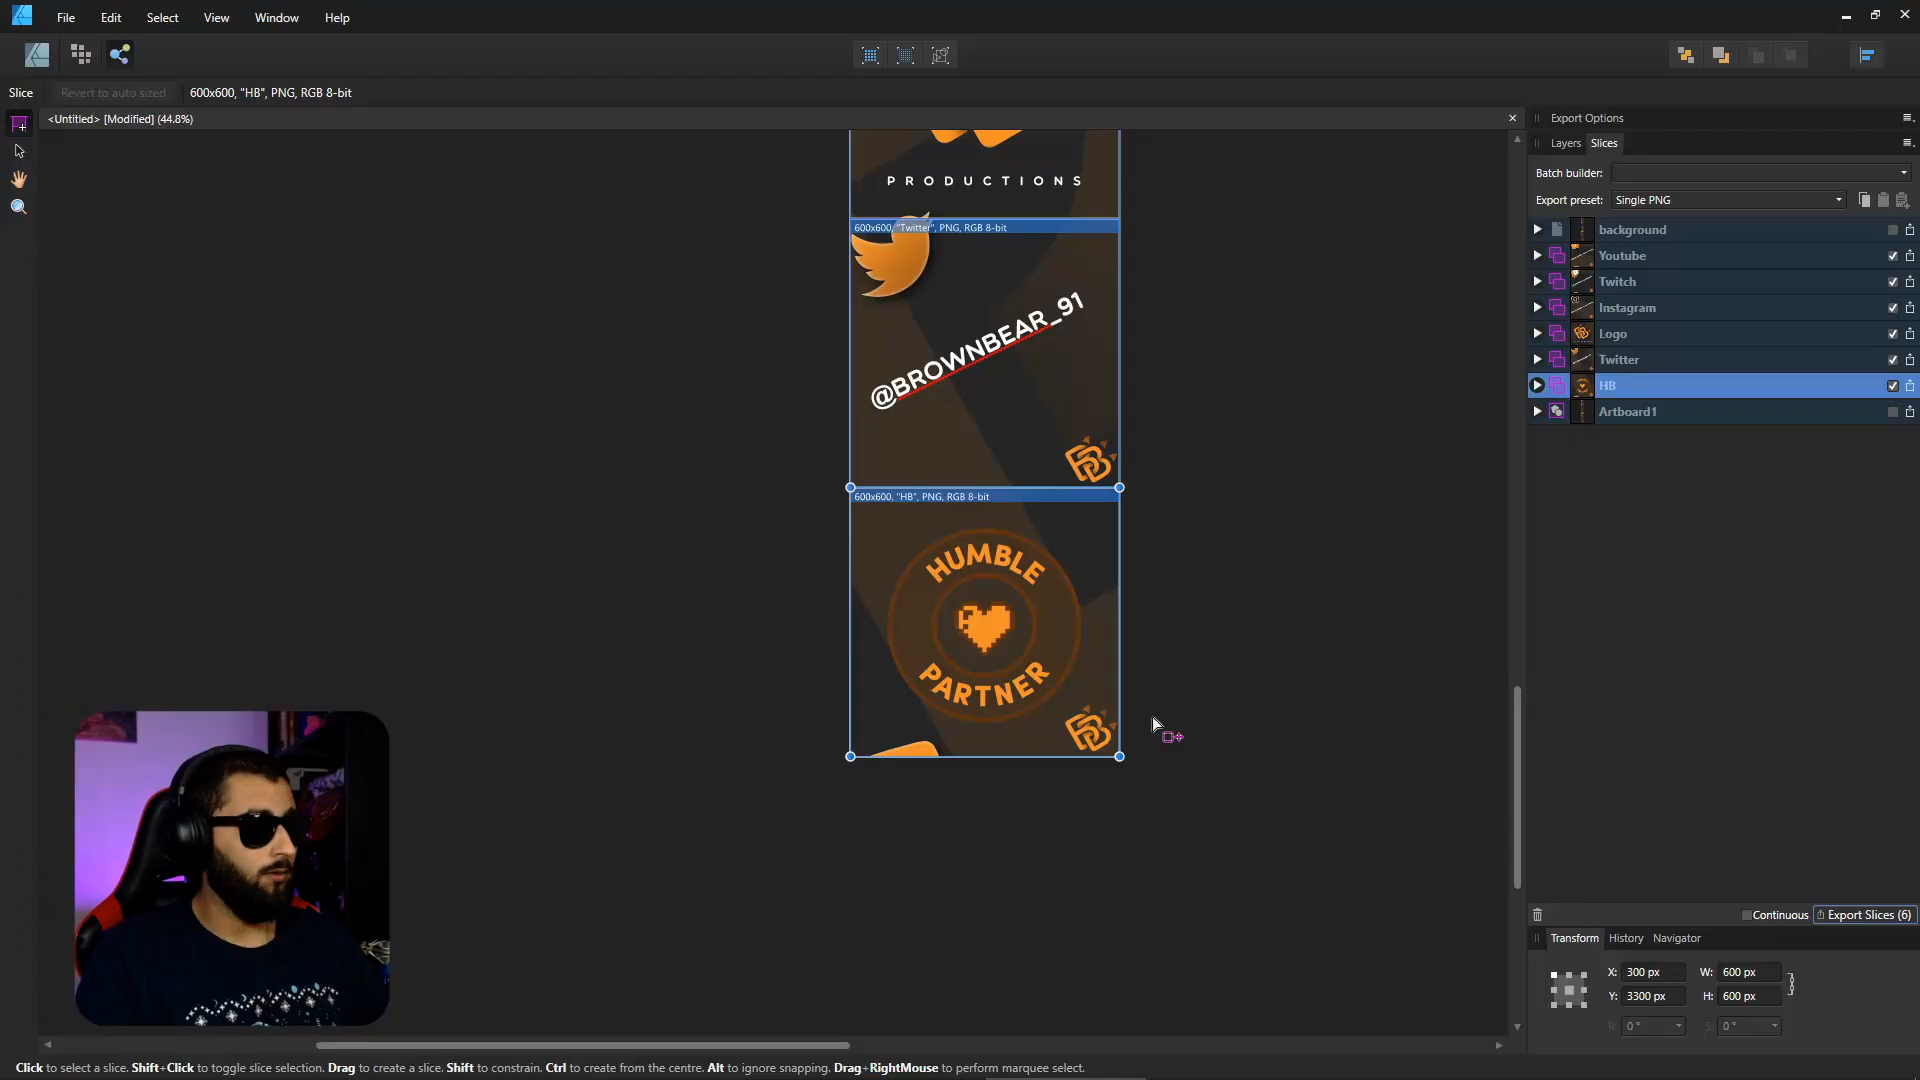 File Edit Select View Window Help
Slice Revert to auto sized 600x600, "HB", PNG, RGB 8-bit
<Untitled> [Modified] (44.8%)
PRODUCTIONS
600x600, "Twitter", PNG, RGB 8-bit
@BROWNBEAR_91
600x600, "HB", PNG, RGB 8-bit
HUMBLE
PARTNER
Export Options
Layers Slices
Batch builder:
Export preset: Single PNG
background
Youtube
Twitch
Instagram
Logo
Twitter
HB
Artboard1
Continuous Export Slices (6)
Transform History Navigator
X: 300 px W: 600 px
Y: 3300 px H: 600 px
R: 0 ° S: 0 °
Click to select a slice. Shift+Click to toggle slice selection. Drag to create a slice. Shift to constrain. Ctrl to create from the centre. Alt to ignore snapping. Drag+RightMouse to perform marquee select.